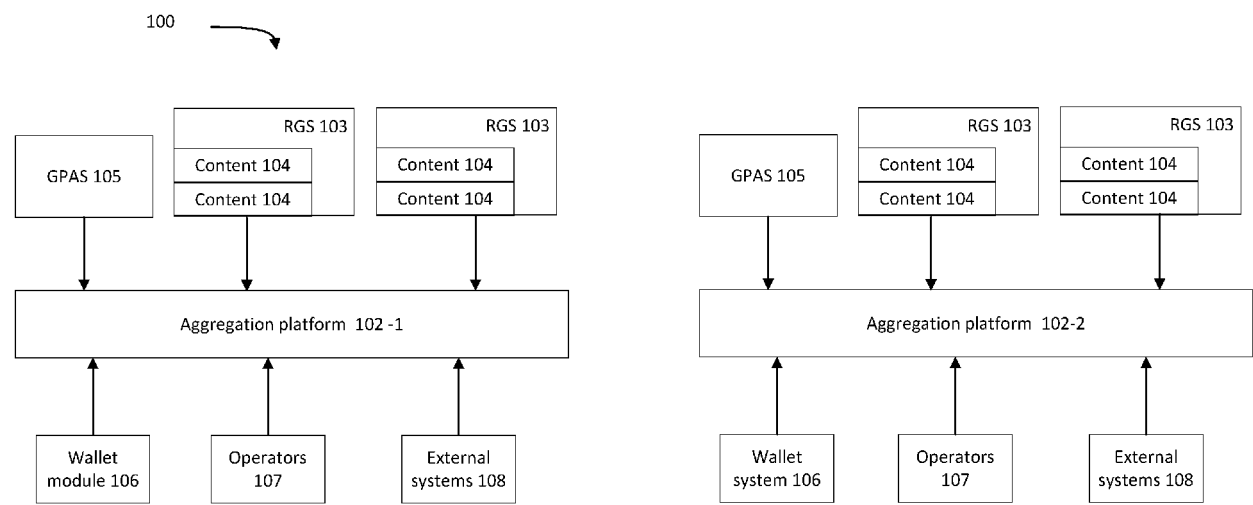 100
RGS 103
Content 104
Content 104
RGS 103
Content 104
Content 104
GPAS 105
Aggregation platform 102 -1
Wallet
module 106
Operators
107
External
systems 108
RGS 103
Content 104
Content 104
RGS 103
Content 104
Content 104
GPAS 105
Aggregation platform 102-2
Wallet
system 106
Operators
107
External
systems 108